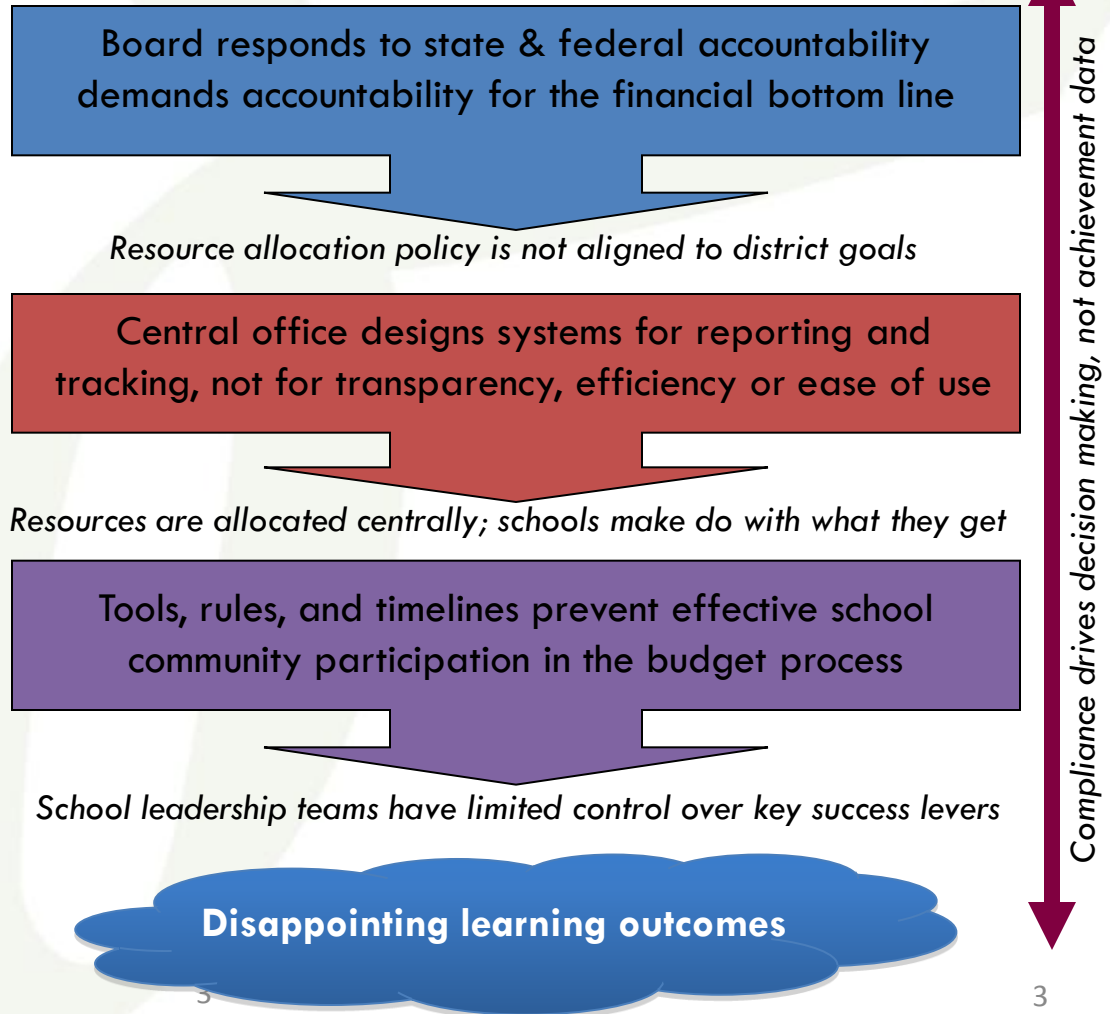 Board responds to state & federal accountability
demands accountability for the financial bottom line
Resource allocation policy is not aligned to district goals
Central office designs systems for reporting and
tracking, not for transparency, efficiency or ease of use
Resources are allocated centrally; schools make do with what they get
Tools, rules, and timelines prevent effective school
community participation in the budget process
School leadership teams have limited control over key success levers
Disappointing learning outcomes
Compliance drives decision making, not achievement data
3
3